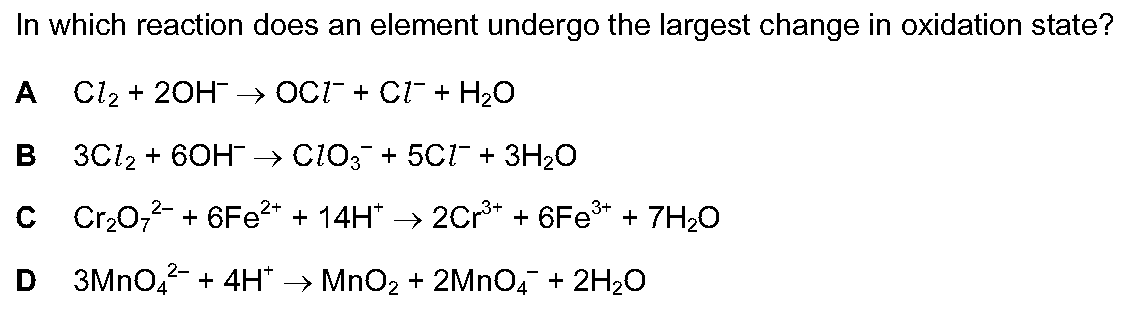 In which reaction does an element undergo the largest change in oxidation state?
A Cl₂ + 2OH⁻ → OCl⁻ + Cl⁻ + H₂O
B 3Cl₂ + 6OH⁻ → ClO₃⁻ + 5Cl⁻ + 3H₂O
C Cr₂O₇²⁻ + 6Fe²⁺ + 14H⁺ → 2Cr³⁺ + 6Fe³⁺ + 7H₂O
D 3MnO₄²⁻ + 4H⁺ → MnO₂ + 2MnO₄⁻ + 2H₂O